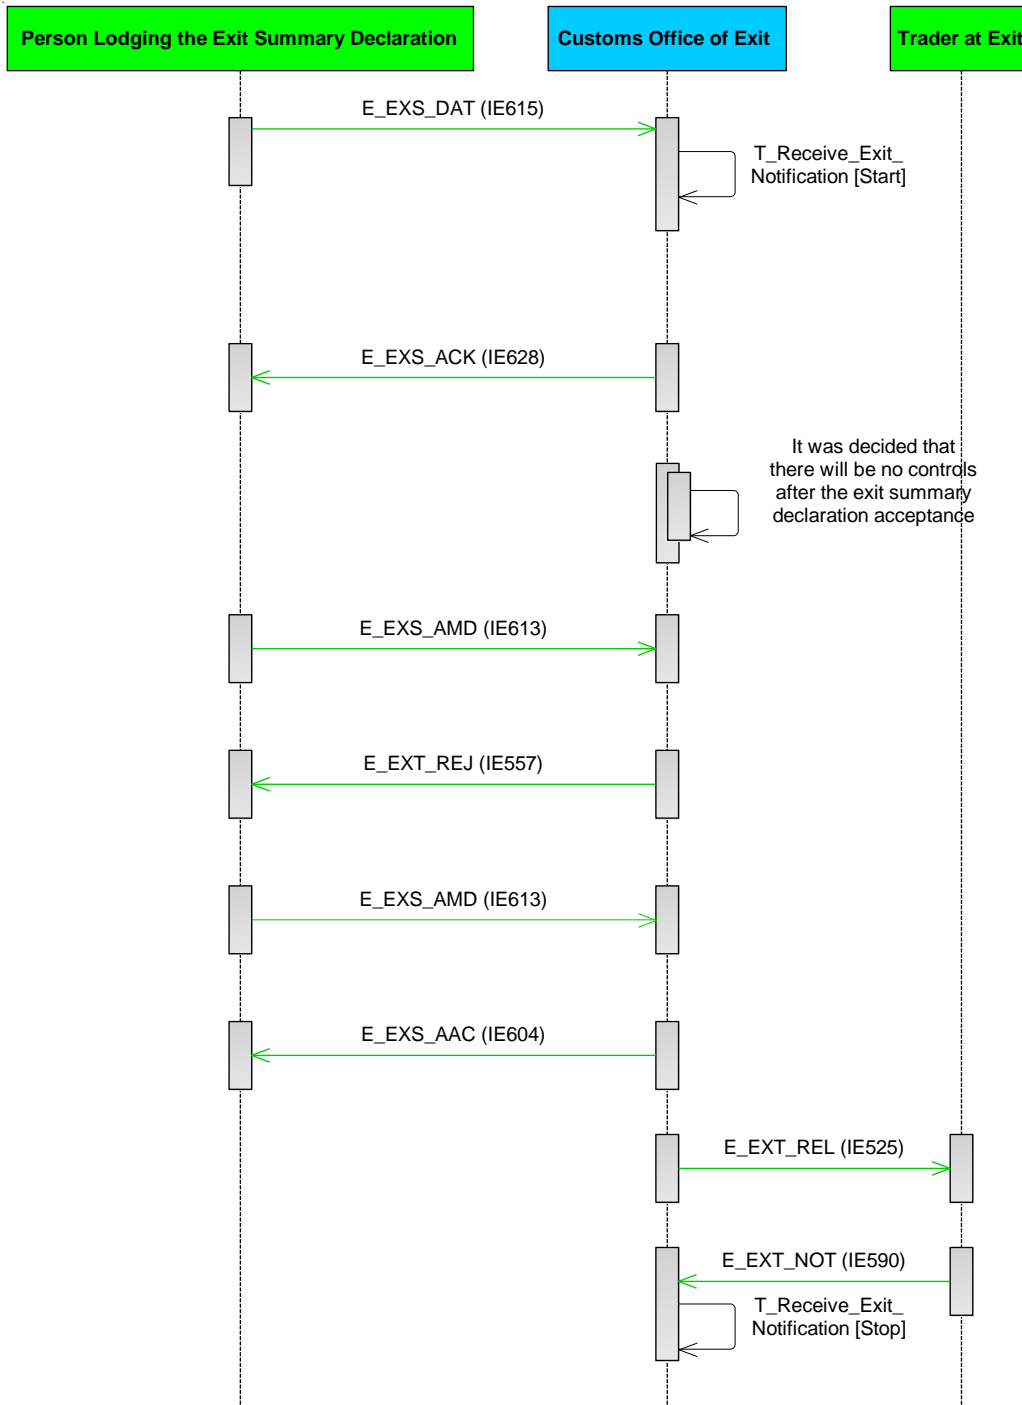 Person Lodging the Exit Summary Declaration
Customs Office of Exit
Trader at Exit
E_EXS_DAT (IE615)
T_Receive_Exit_
Notification [Start]
E_EXS_ACK (IE628)
It was decided that
there will be no controls
after the exit summary
declaration acceptance
E_EXS_AMD (IE613)
E_EXT_REJ (IE557)
E_EXS_AMD (IE613)
E_EXS_AAC (IE604)
E_EXT_REL (IE525)
E_EXT_NOT (IE590)
T_Receive_Exit_
Notification [Stop]